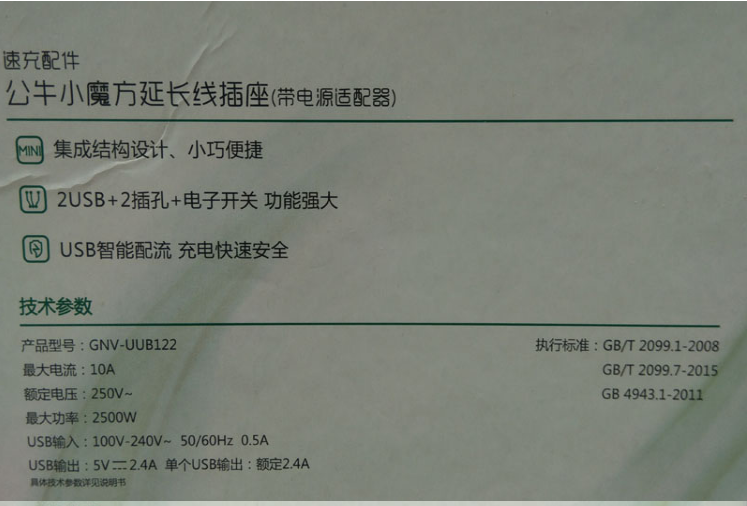 速充配件
公牛小魔方延长线插座(带电源适配器)
MINI 集成结构设计、小巧便捷
2USB+2插孔+电子开关 功能强大
USB智能配流 充电快速安全
技术参数
产品型号：GNV-UUB122 执行标准：GB/T 2099.1-2008
最大电流：10A GB/T 2099.7-2015
额定电压：250V~ GB 4943.1-2011
最大功率：2500W
USB输入：100V-240V~ 50/60Hz 0.5A
USB输出：5V⎓2.4A 单个USB输出：额定2.4A
具体技术参数详见说明书